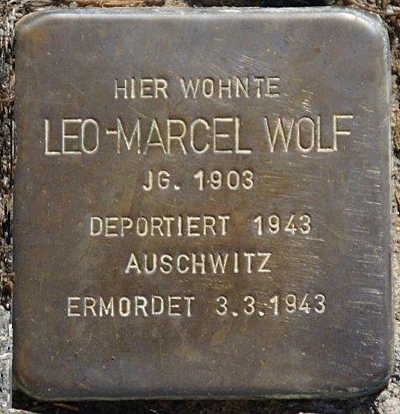 HIER WOHNTE
LEO-MARCEL WOLF
JG. 1903
DEPORTIERT 1943
AUSCHWITZ
ERMORDET 3.3.1943